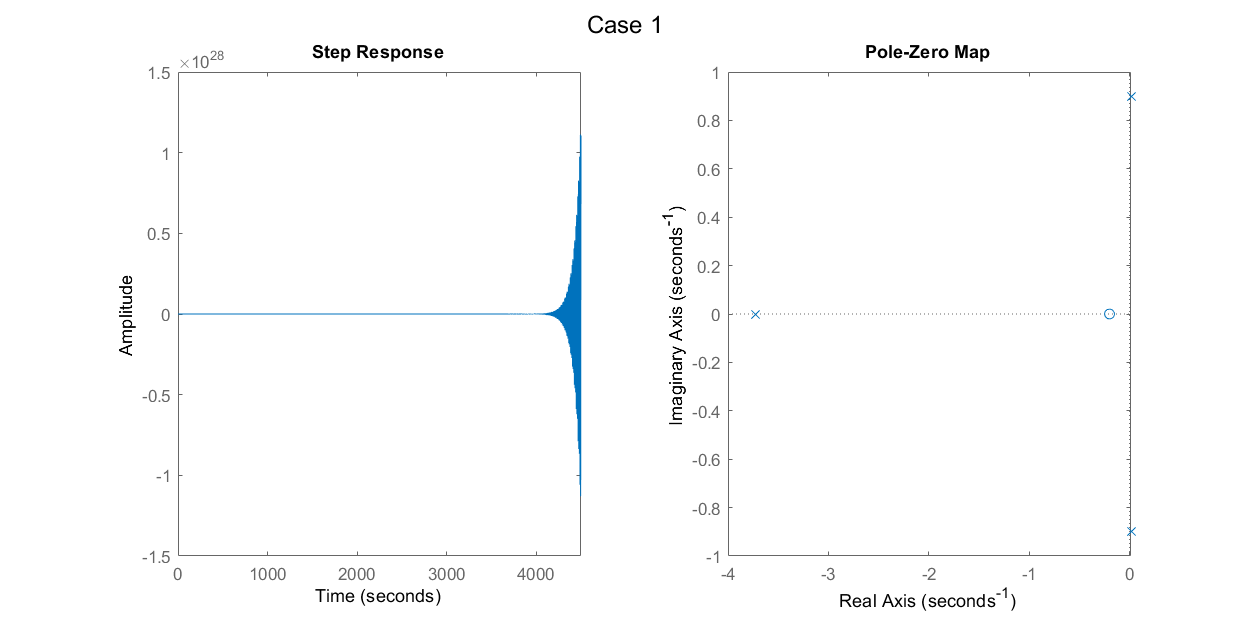 Case 1
Step Response
×10^28
1.5
1
0.5
0
-0.5
-1
-1.5
Amplitude
0 1000 2000 3000 4000
Time (seconds)
Pole-Zero Map
1
0.8
0.6
0.4
0.2
0
-0.2
-0.4
-0.6
-0.8
-1
Imaginary Axis (seconds^-1)
-4 -3 -2 -1 0
Real Axis (seconds^-1)